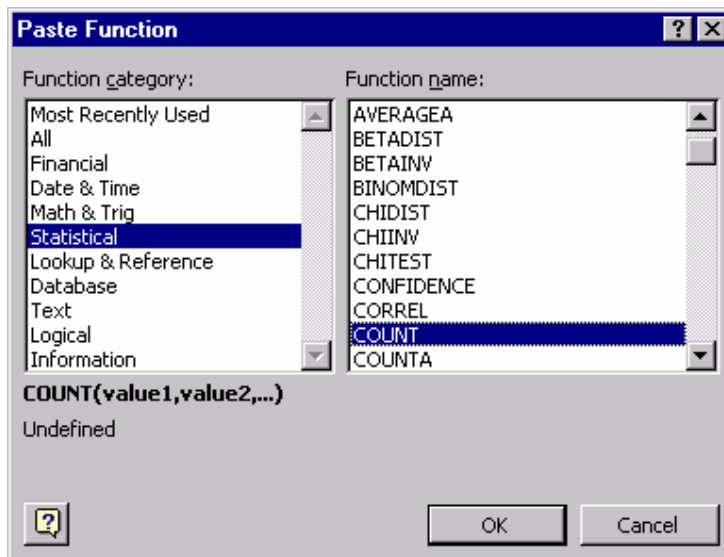 Paste Function
Function category:
Most Recently Used
All
Financial
Date & Time
Math & Trig
Statistical
Lookup & Reference
Database
Text
Logical
Information
Function name:
AVERAGEA
BETADIST
BETAINV
BINOMDIST
CHIDIST
CHIINV
CHITEST
CONFIDENCE
CORREL
COUNT
COUNTA
COUNT(value1,value2,...)
Undefined
OK
Cancel